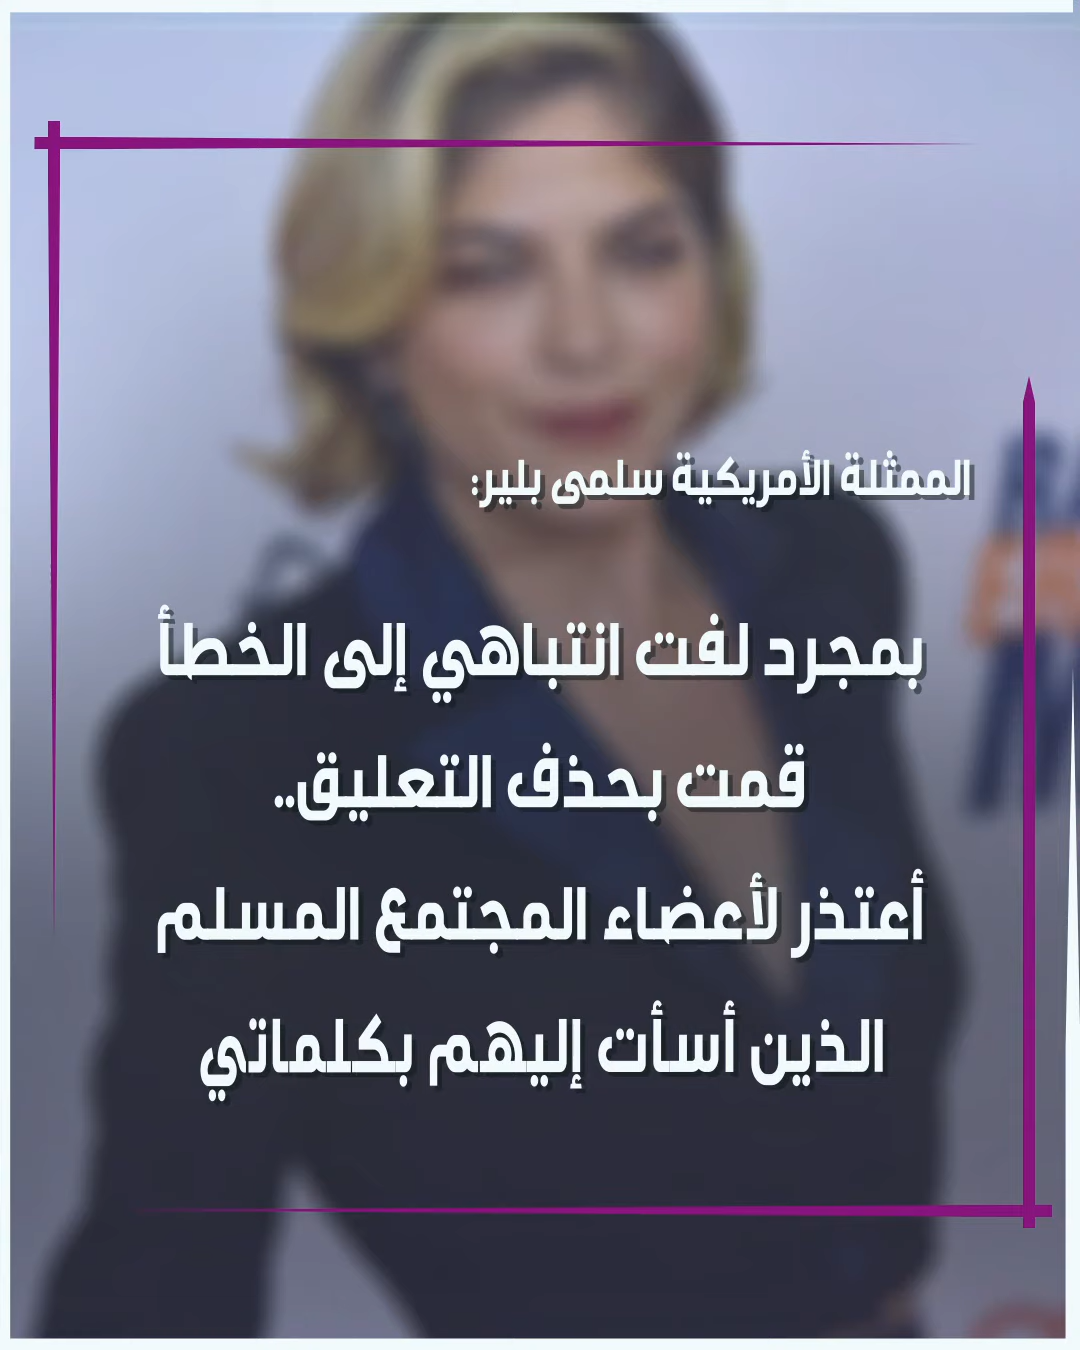 الممثلة الأمريكية سلمى بلير:
بمجرد لفت انتباهي إلى الخطأ
قمت بحذف التعليق..
أعتذر لأعضاء المجتمع المسلم
الذين أسأت إليهم بكلماتي